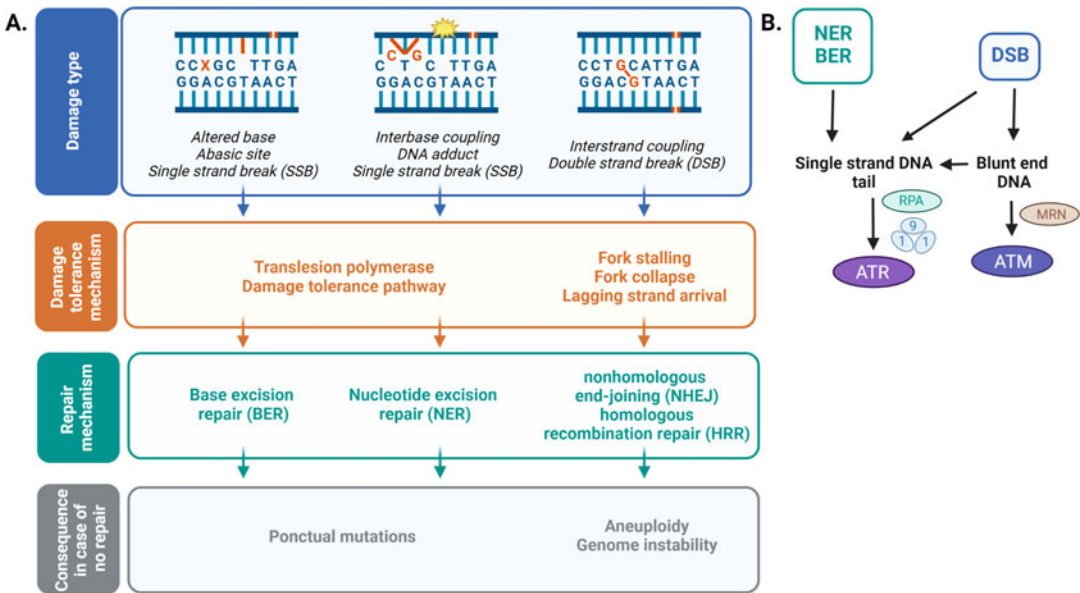 A.
Damage type
CCXGC TTGA
GGACGTAACT
Altered base
Abasic site
Single strand break (SSB)
C C T G C TTGA
GGACGTAACT
Interbase coupling
DNA adduct
Single strand break (SSB)
CCTGCATTGA
GGACGTAACT
Interstrand coupling
Double strand break (DSB)
Damage
tolerance
mechanism
Translesion polymerase
Damage tolerance pathway
Fork stalling
Fork collapse
Lagging strand arrival
Repair
mechanism
Base excision
repair (BER)
Nucleotide excision
repair (NER)
nonhomologous
end-joining (NHEJ)
homologous
recombination repair (HRR)
Consequence
in case of
no repair
Ponctual mutations
Aneuploidy
Genome instability
B.
NER
BER
DSB
Single strand DNA
tail
Blunt end
DNA
RPA
9
1 1
MRN
ATR
ATM